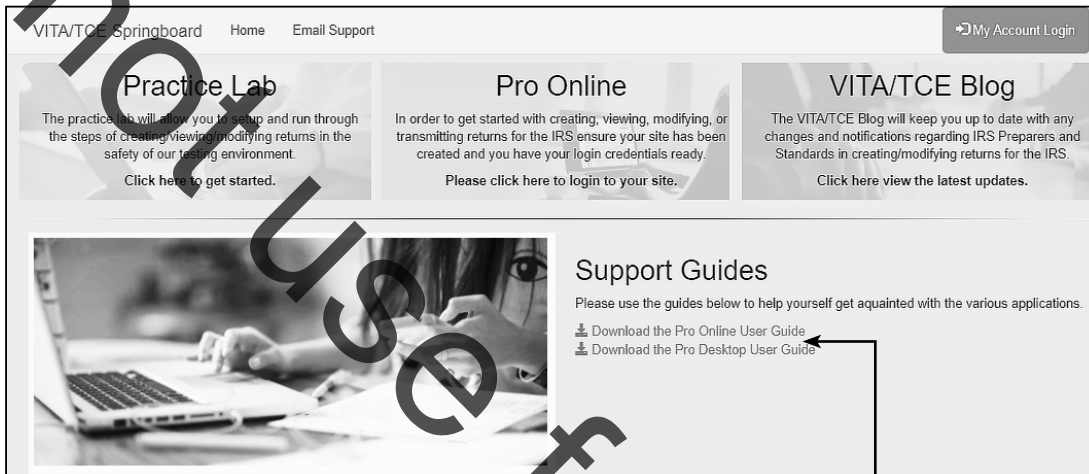 VITA/TCE Springboard Home Email Support My Account Login
Practice Lab
The practice lab will allow you to setup and run through
the steps of creating/viewing/modifying returns in the
safety of our testing environment.
Click here to get started.
Pro Online
In order to get started with creating, viewing, modifying, or
transmitting returns for the IRS ensure your site has been
created and you have your login credentials ready.
Please click here to login to your site.
VITA/TCE Blog
The VITA/TCE Blog will keep you up to date with any
changes and notifications regarding IRS Preparers and
Standards in creating/modifying returns for the IRS.
Click here view the latest updates.
Support Guides
Please use the guides below to help yourself get aquainted with the various applications.
Download the Pro Online User Guide
Download the Pro Desktop User Guide
not use f